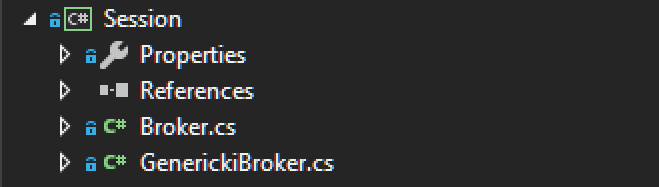 C# Session
Properties
References
C# Broker.cs
C# GenerickiBroker.cs